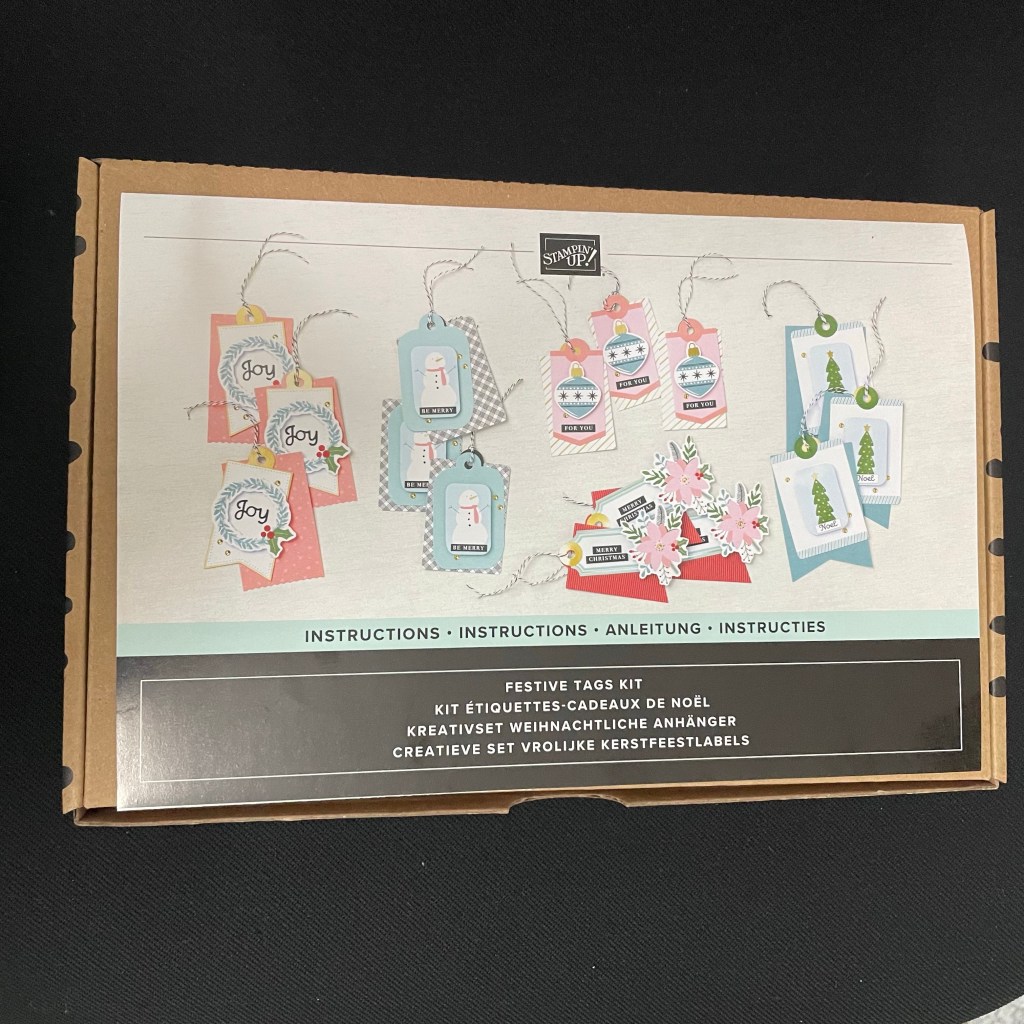 STAMPIN' UP!
Joy
Joy
Joy
BE MERRY
BE MER
BE MERRY
FOR YOU
FOR YOU
FOR YOU
MERRY
MERRY
CHRISTMAS
Noel
Noel
INSTRUCTIONS • INSTRUCTIONS • ANLEITUNG • INSTRUCTIES
FESTIVE TAGS KIT
KIT ÉTIQUETTES-CADEAUX DE NOËL
KREATIVSET WEIHNACHTLICHE ANHÄNGER
CREATIEVE SET VROLIJKE KERSTFEESTLABELS